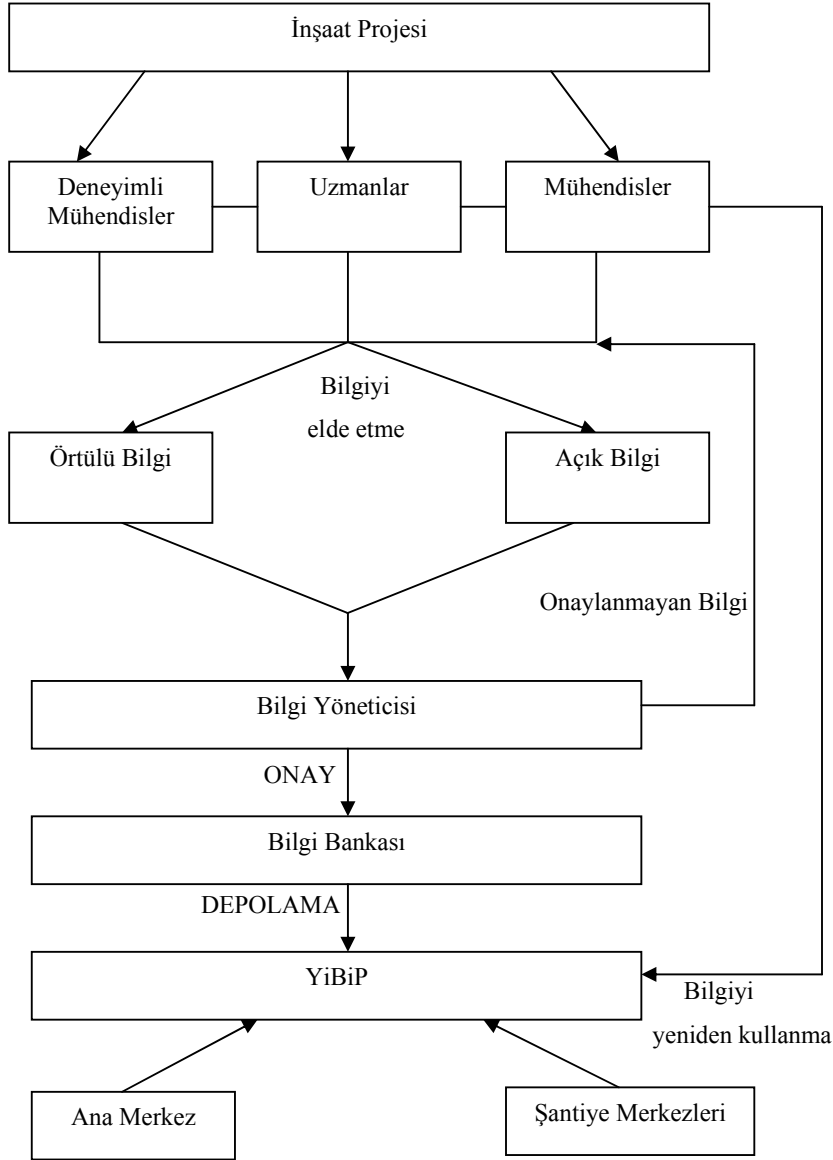 İnşaat Projesi
Deneyimli
Mühendisler
Uzmanlar
Mühendisler
Bilgiyi
elde etme
Örtülü Bilgi
Açık Bilgi
Onaylanmayan Bilgi
Bilgi Yöneticisi
ONAY
Bilgi Bankası
DEPOLAMA
YiBiP
Bilgiyi
yeniden kullanma
Ana Merkez
Şantiye Merkezleri